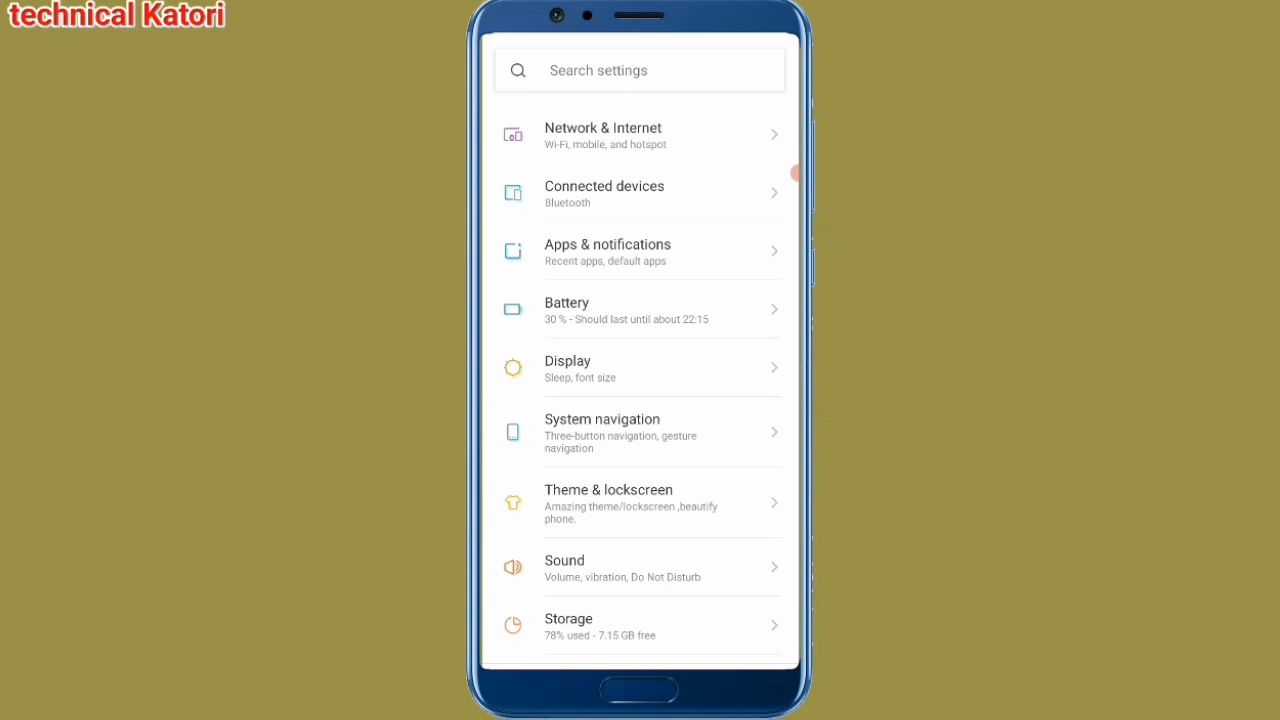 technical Katori
Search settings
Network & Internet
Wi-Fi, mobile, and hotspot
Connected devices
Bluetooth
Apps & notifications
Recent apps, default apps
Battery
30 % - Should last until about 22:15
Display
Sleep, font size
System navigation
Three-button navigation, gesture
navigation
Theme & lockscreen
Amazing theme/lockscreen ,beautify
phone.
Sound
Volume, vibration, Do Not Disturb
Storage
78% used - 7.15 GB free